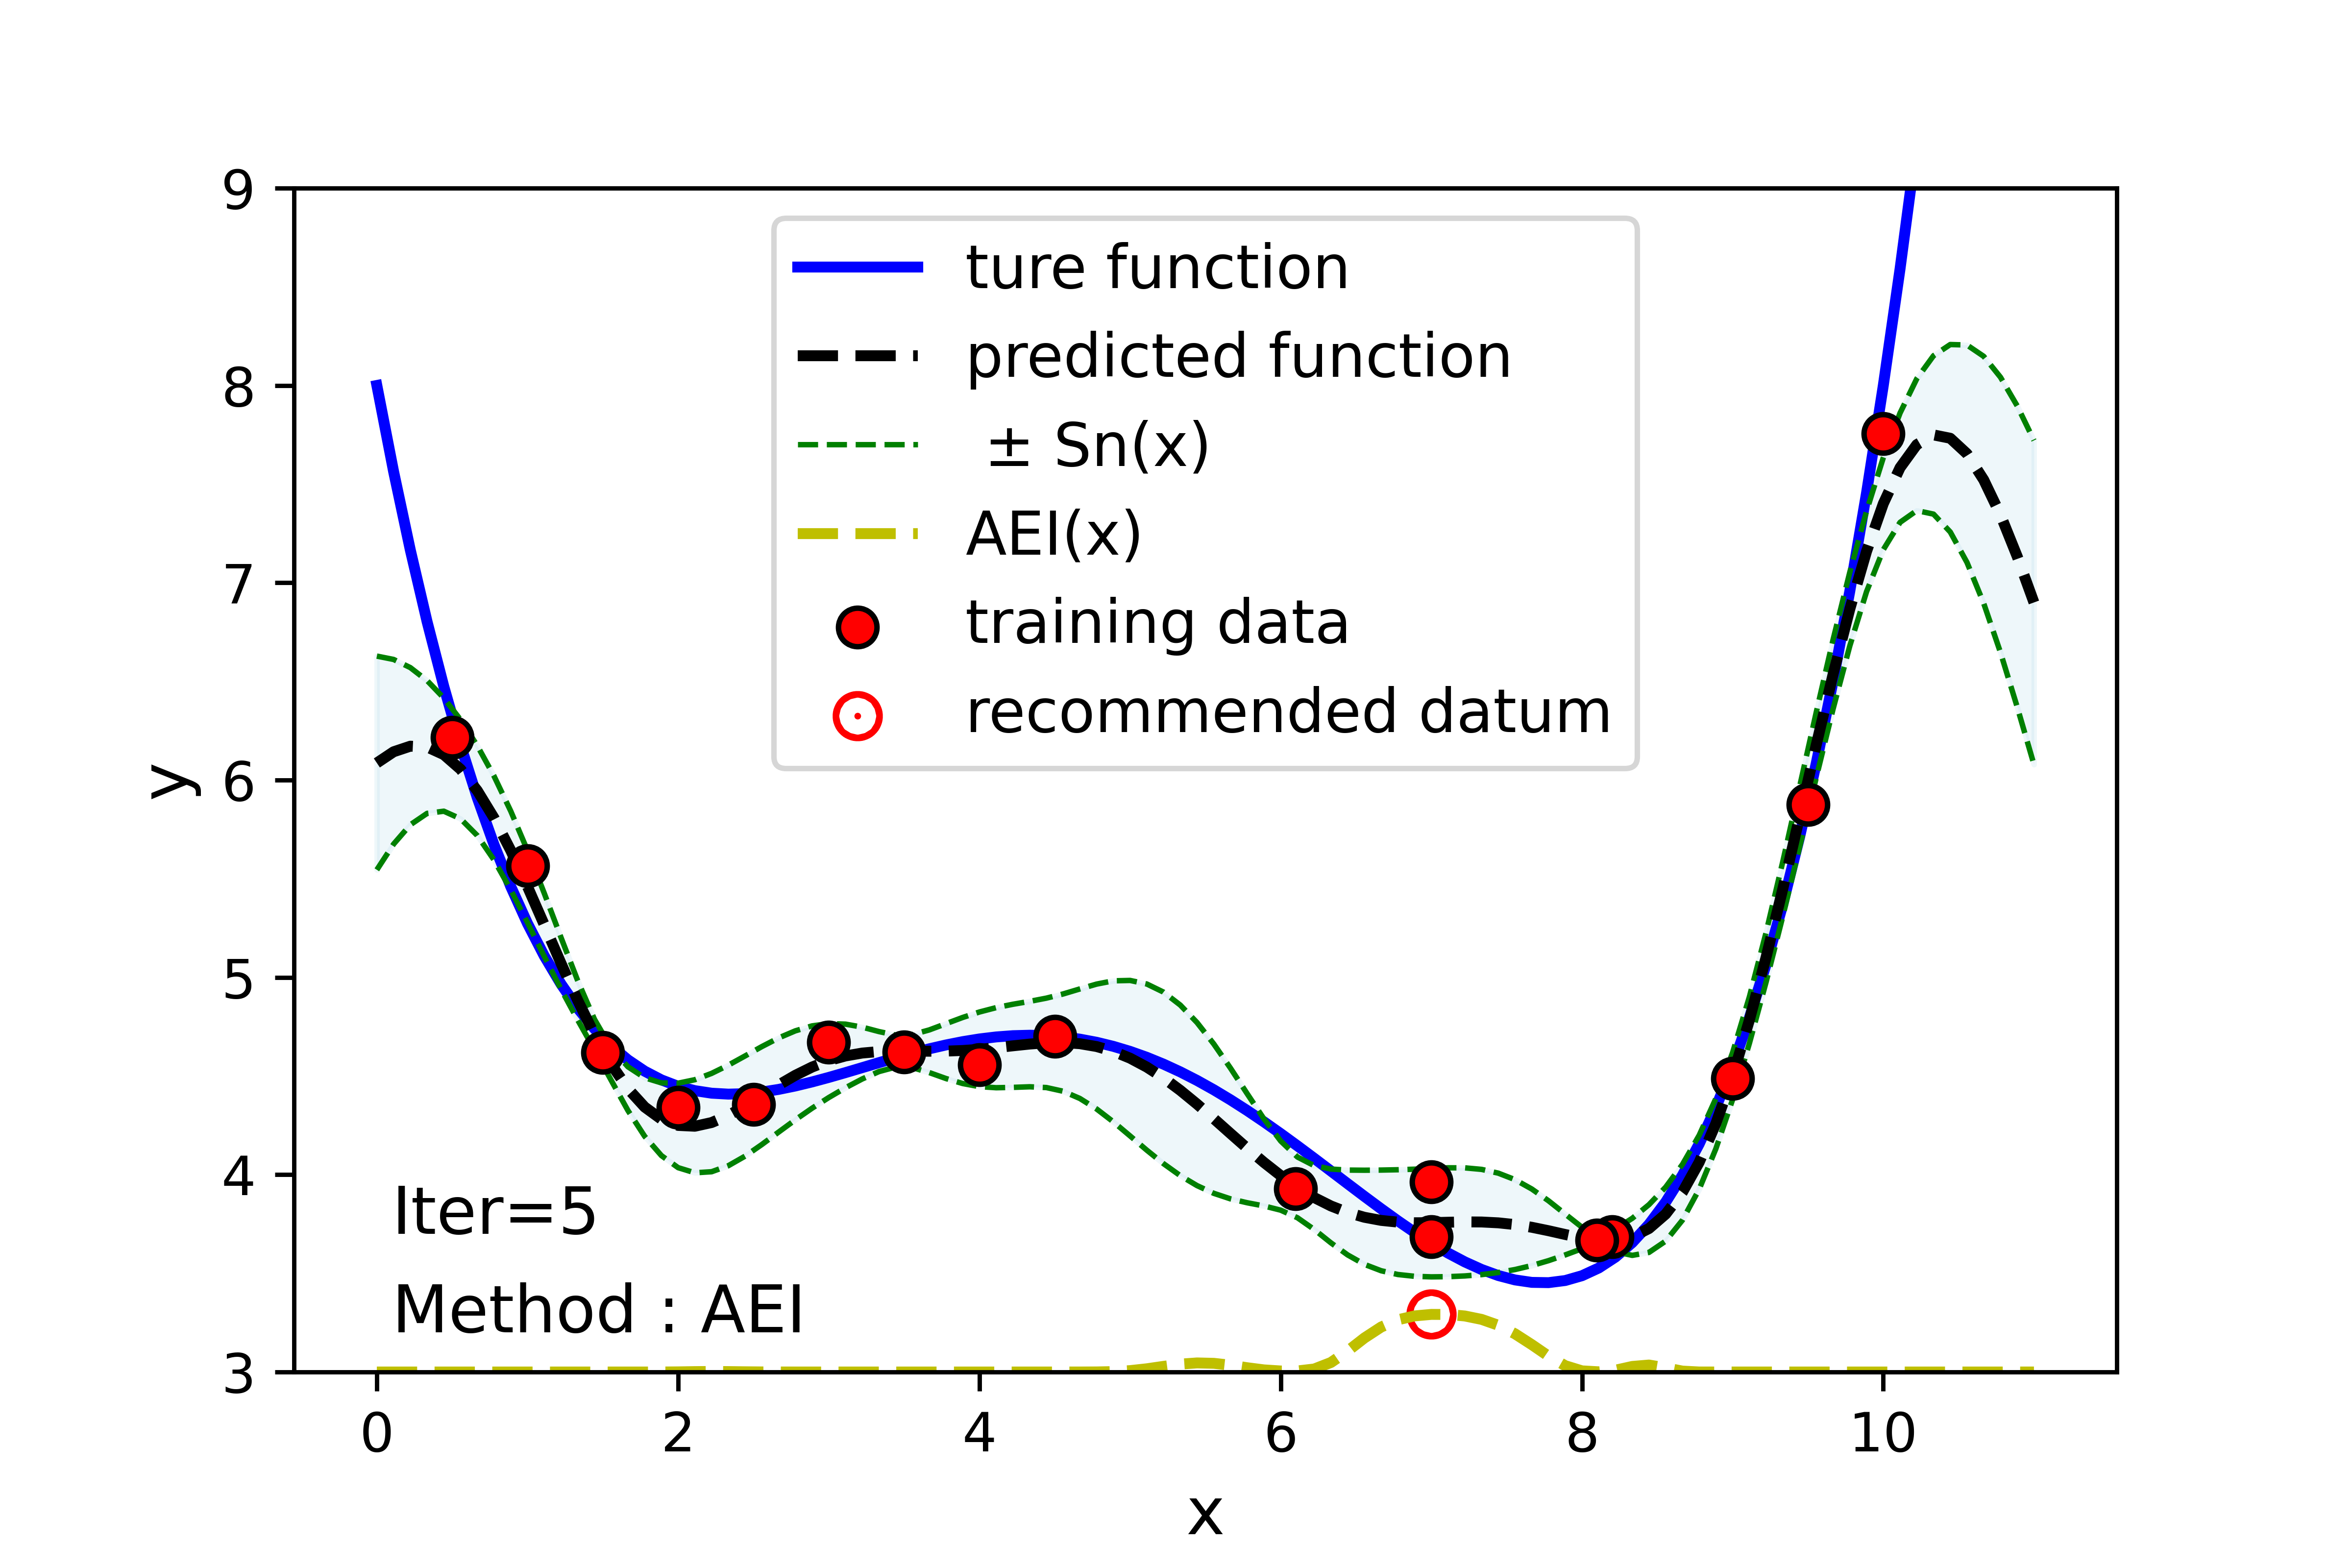 9
8
7
6
5
4
3
y
ture function
predicted function
± Sn(x)
AEI(x)
training data
recommended datum
Iter=5
Method : AEI
0 2 4 6 8 10
x